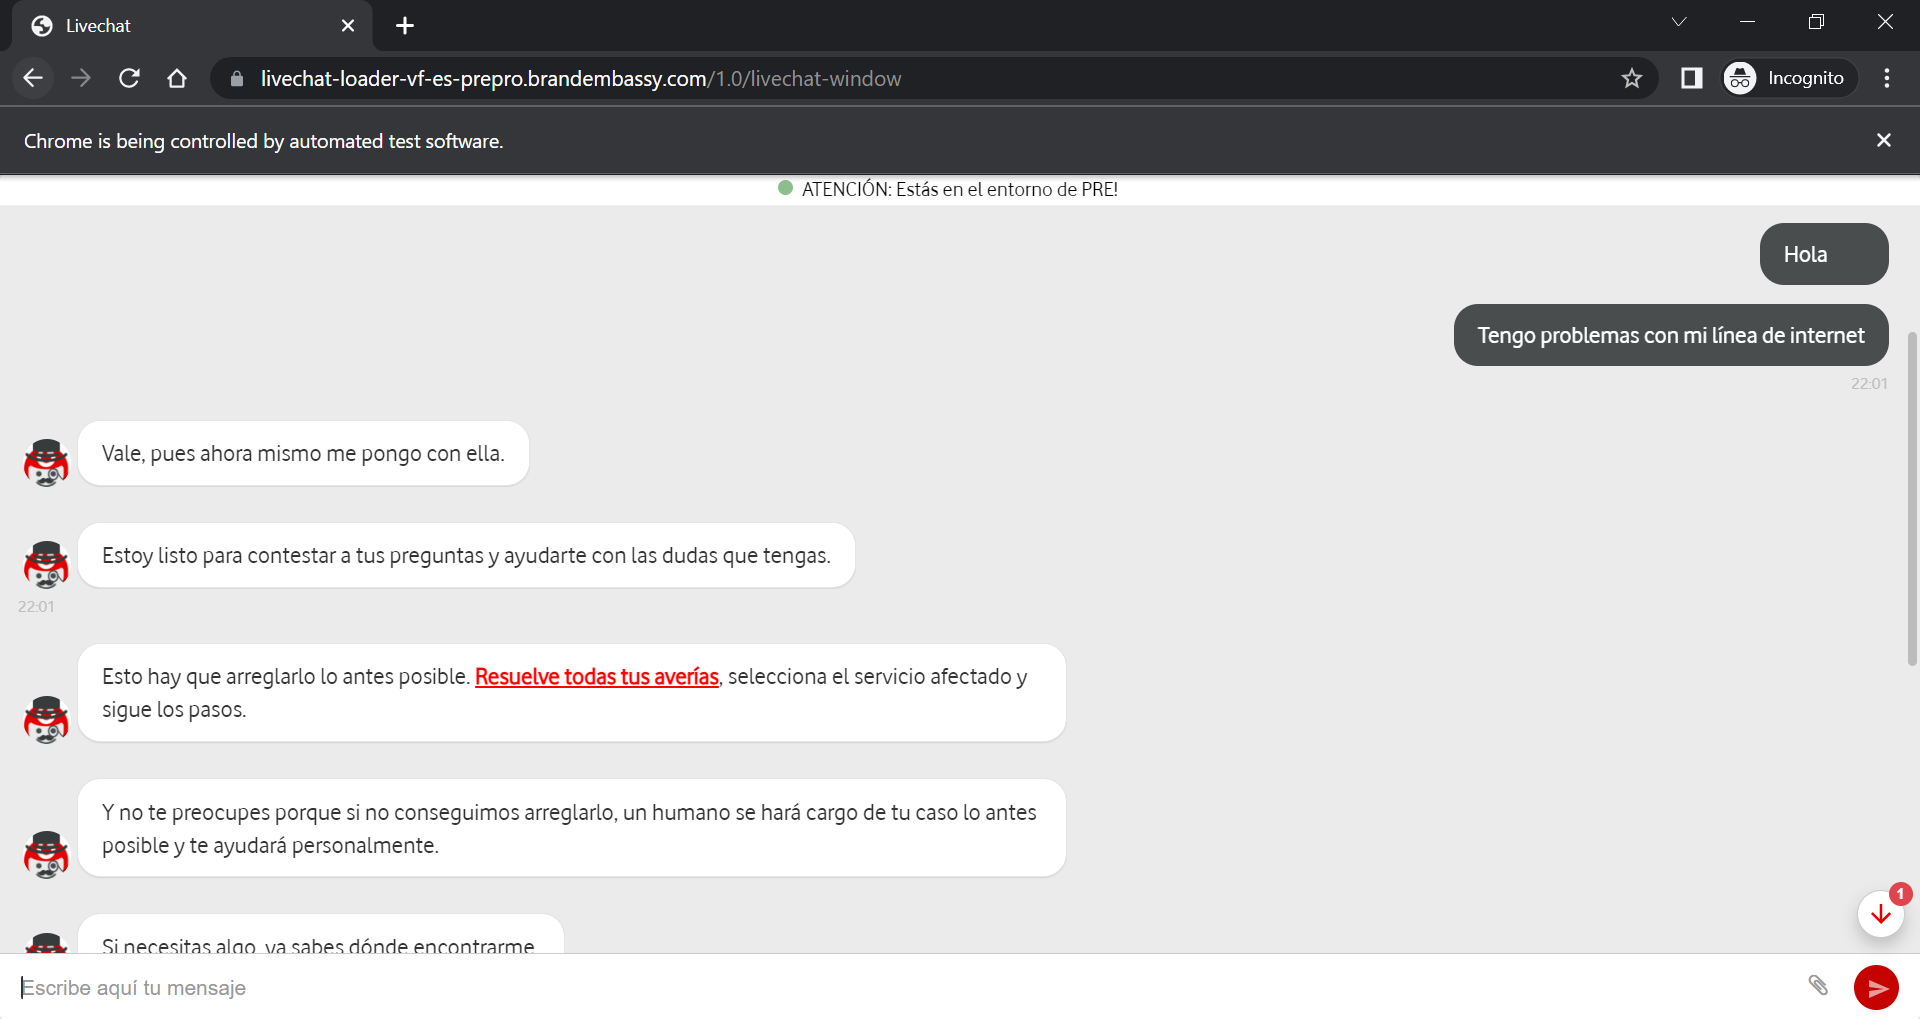 Livechat
livechat-loader-vf-es-prepro.brandembassy.com/1.0/livechat-window
Incognito
Chrome is being controlled by automated test software.
ATENCIÓN: Estás en el entorno de PRE!
Hola
Tengo problemas con mi línea de internet
22:01
Vale, pues ahora mismo me pongo con ella.
Estoy listo para contestar a tus preguntas y ayudarte con las dudas que tengas.
22:01
Esto hay que arreglarlo lo antes posible. Resuelve todas tus averías, selecciona el servicio afectado y
sigue los pasos.
Y no te preocupes porque si no conseguimos arreglarlo, un humano se hará cargo de tu caso lo antes
posible y te ayudará personalmente.
1
Si necesitas algo, ya sabes dónde encontrarme
Escribe aquí tu mensaje